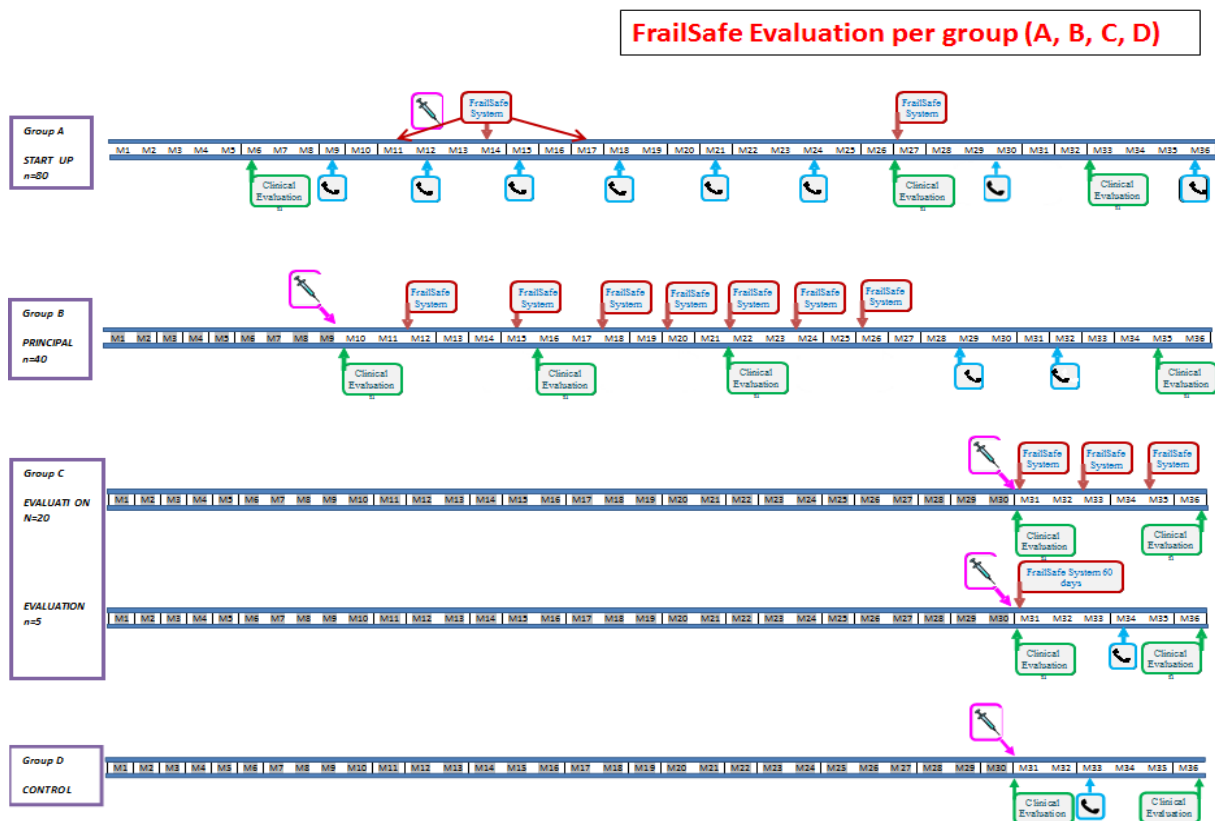 FrailSafe Evaluation per group (A, B, C, D)
FrailSafe
System
FrailSafe
System
Group A
START UP
n=80
M1 M2 M3 M4 M5 M6 M7 M8 M9 M10 M11 M12 M13 M14 M15 M16 M17 M18 M19 M20 M21 M22 M23 M24 M25 M26 M27 M28 M29 M30 M31 M32 M33 M34 M35 M36
Clinical
Evaluation
Clinical
Evaluation
Clinical
Evaluation
FrailSafe
System
FrailSafe
System
FrailSafe
System
FrailSafe
System
FrailSafe
System
FrailSafe
System
FrailSafe
System
Group B
PRINCIPAL
n=40
M1 M2 M3 M4 M5 M6 M7 M8 M9 M10 M11 M12 M13 M14 M15 M16 M17 M18 M19 M20 M21 M22 M23 M24 M25 M26 M27 M28 M29 M30 M31 M32 M33 M34 M35 M36
Clinical
Evaluation
Clinical
Evaluation
Clinical
Evaluation
Clinical
Evaluation
FrailSafe
System
FrailSafe
System
FrailSafe
System
Group C
EVALUATI ON
N=20
M1 M2 M3 M4 M5 M6 M7 M8 M9 M10 M11 M12 M13 M14 M15 M16 M17 M18 M19 M20 M21 M22 M23 M24 M25 M26 M27 M28 M29 M30 M31 M32 M33 M34 M35 M36
Clinical
Evaluation
Clinical
Evaluation
FrailSafe System 60
days
EVALUATION
n=5
M1 M2 M3 M4 M5 M6 M7 M8 M9 M10 M11 M12 M13 M14 M15 M16 M17 M18 M19 M20 M21 M22 M23 M24 M25 M26 M27 M28 M29 M30 M31 M32 M33 M34 M35 M36
Clinical
Evaluation
Clinical
Evaluation
Group D
CONTROL
M1 M2 M3 M4 M5 M6 M7 M8 M9 M10 M11 M12 M13 M14 M15 M16 M17 M18 M19 M20 M21 M22 M23 M24 M25 M26 M27 M28 M29 M30 M31 M32 M33 M34 M35 M36
Clinical
Evaluation
Clinical
Evaluation